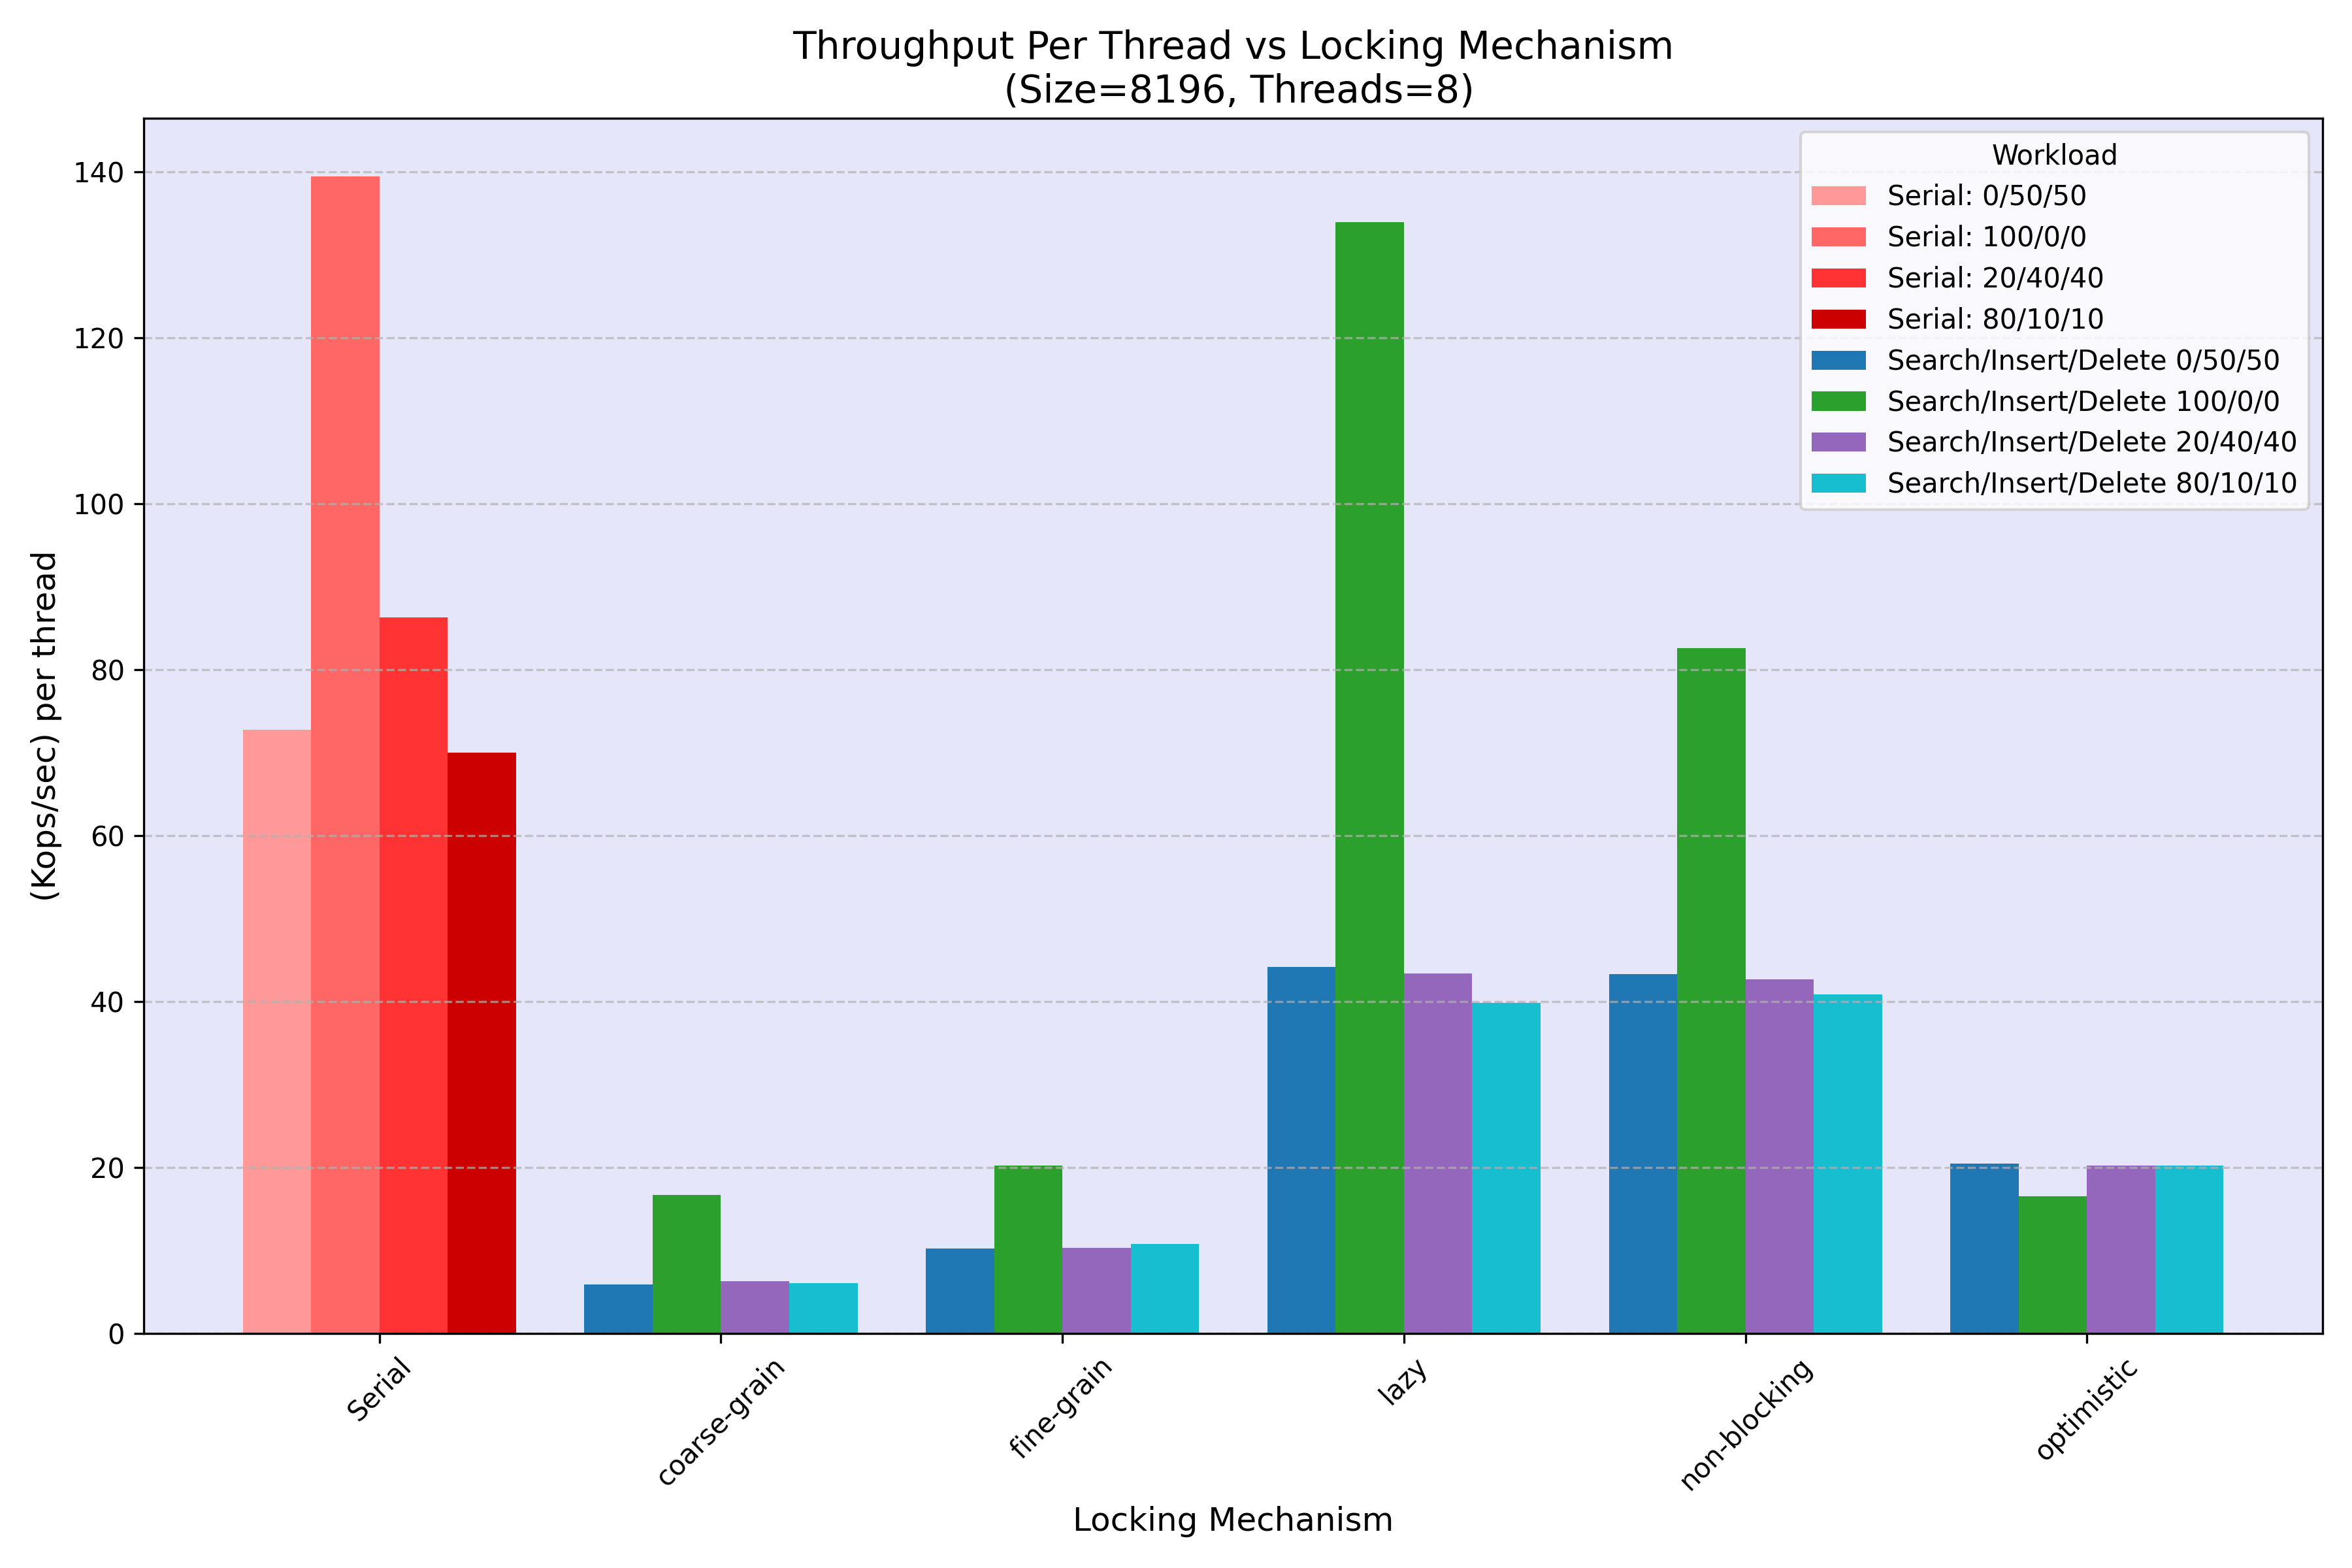 Throughput Per Thread vs Locking Mechanism
(Size=8196, Threads=8)
Workload
Serial: 0/50/50
Serial: 100/0/0
Serial: 20/40/40
Serial: 80/10/10
Search/Insert/Delete 0/50/50
Search/Insert/Delete 100/0/0
Search/Insert/Delete 20/40/40
Search/Insert/Delete 80/10/10
(Kops/sec) per thread
140
120
100
80
60
40
20
0
Serial
coarse-grain
fine-grain
lazy
non-blocking
optimistic
Locking Mechanism